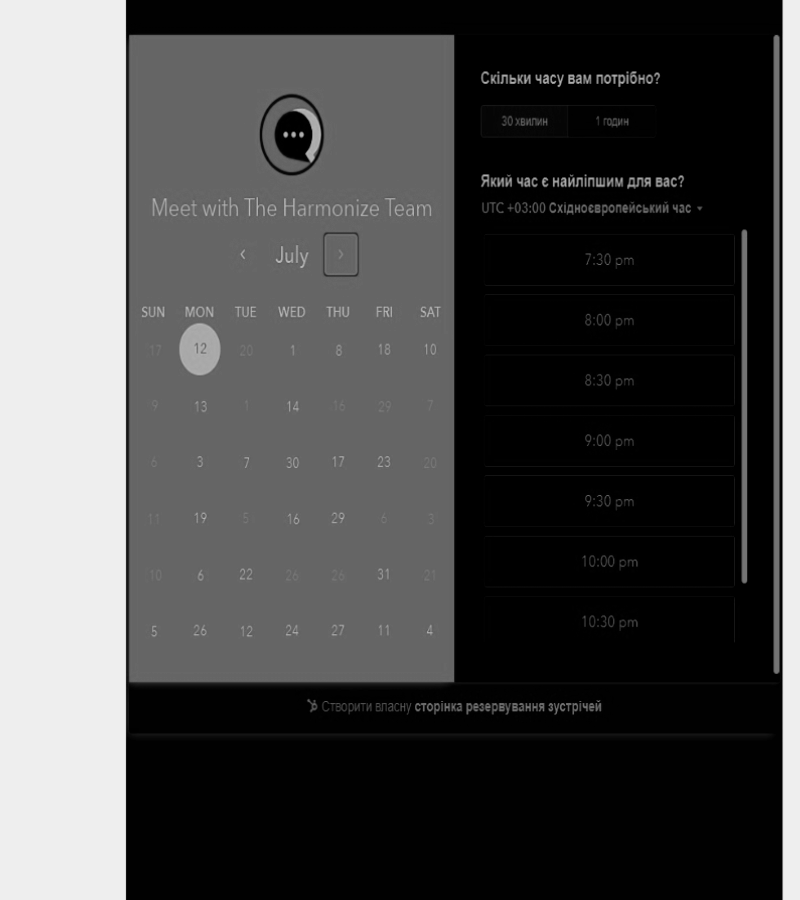 Meet with The Harmonize Team
July
SUN MON TUE WED THU FRI SAT
17 12 20 1 8 18 10
9 13 1 14 16 29 7
6 3 7 30 17 23 20
11 19 5 16 29 6 3
10 6 22 26 26 31 21
5 26 12 24 27 11 4
Скільки часу вам потрібно?
30 хвилин 1 годин
Який час є найліпшим для вас?
UTC +03:00 Східноєвропейський час
7:30 pm
8:00 pm
8:30 pm
9:00 pm
9:30 pm
10:00 pm
10:30 pm
Створити власну сторінка резервування зустрічей